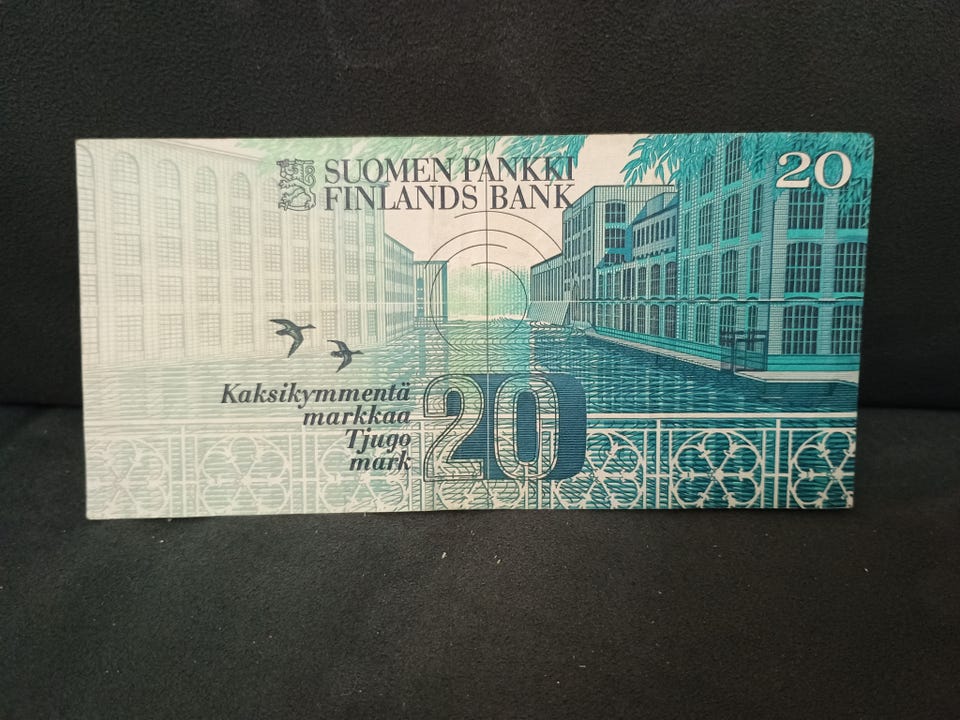 SUOMEN PANKKI
FINLANDS BANK
20
Kaksikymmentä
markkaa
Tjugo
mark
20